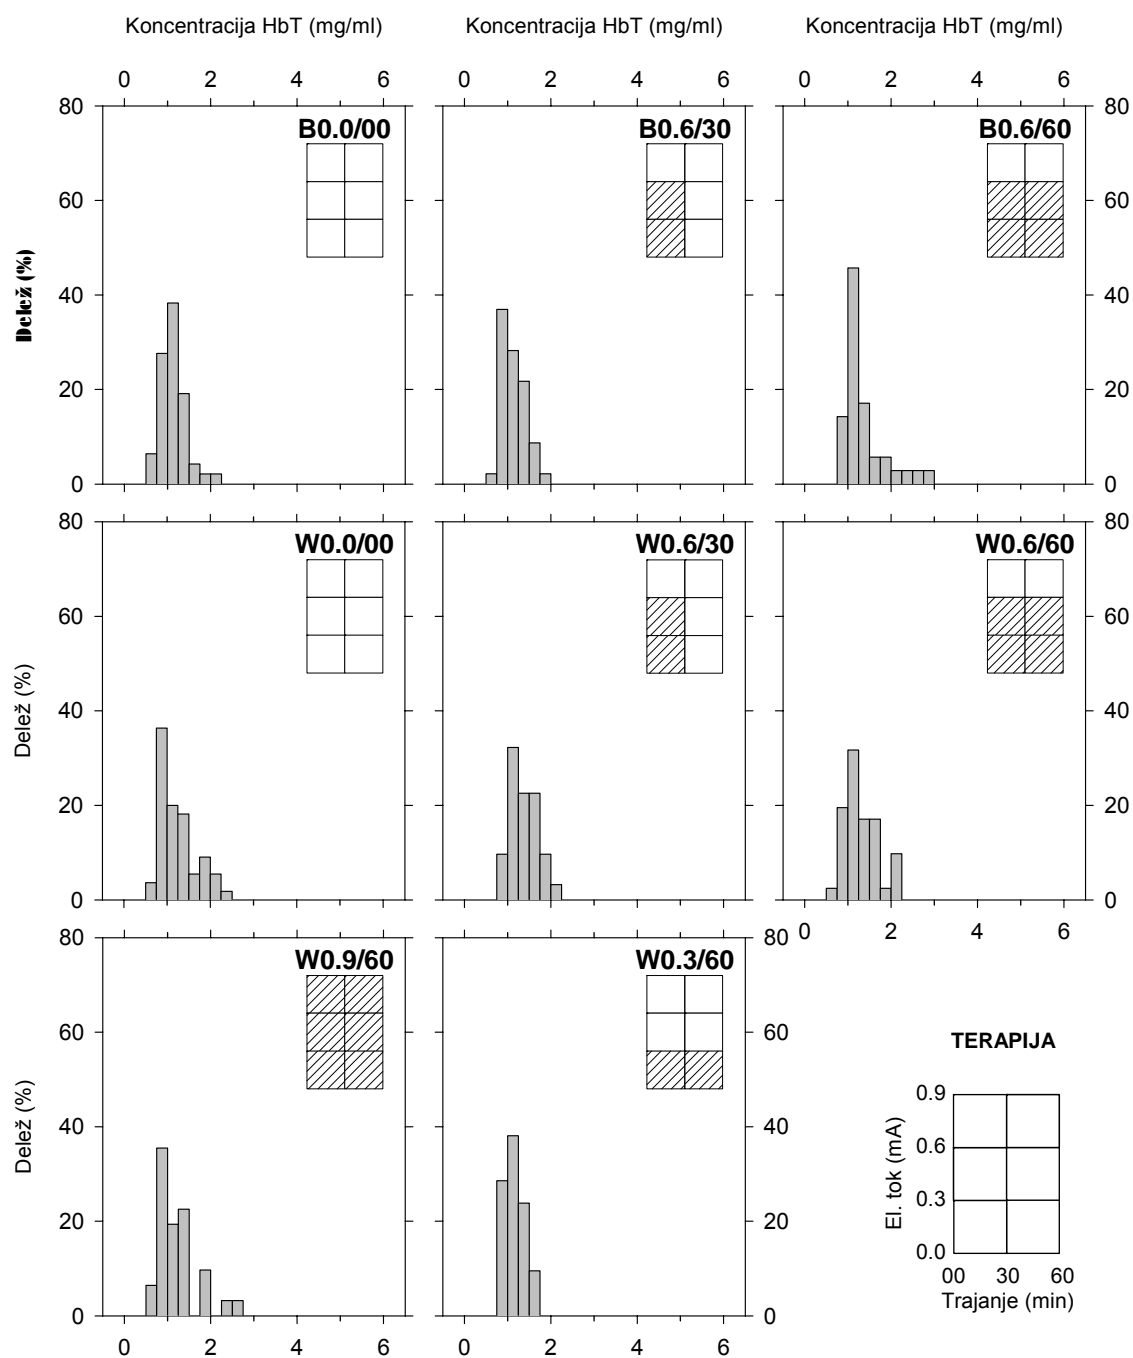 Koncentracija HbT (mg/ml) Koncentracija HbT (mg/ml) Koncentracija HbT (mg/ml)
0 2 4 6 0 2 4 6 0 2 4 6
80 B0.0/00 B0.6/30 B0.6/60 80
60 60
Delež (%)
40 40
20 20
0 0
80 W0.0/00 W0.6/30 W0.6/60 80
60 60
Delež (%)
40 40
20 20
0 0
0 2 4 6
80 W0.9/60 W0.3/60 80
60 60
Delež (%)
40 40
20 20
0 0
0 2 4 6 0 2 4 6
TERAPIJA
El. tok (mA)
0.9
0.6
0.3
0.0
00 30 60
Trajanje (min)